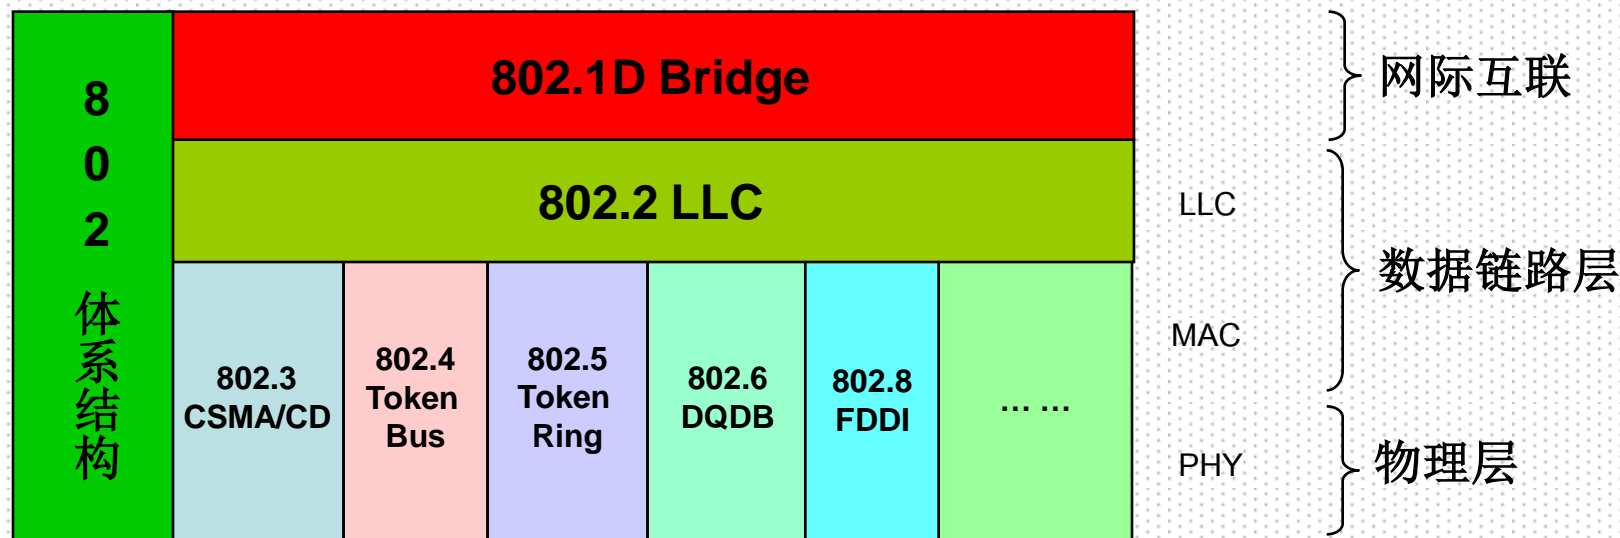 8
0
2
体
系
结
构
802.1D Bridge
网际互联
802.2 LLC
LLC
数据链路层
MAC
802.3
CSMA/CD
802.4
Token
Bus
802.5
Token
Ring
802.6
DQDB
802.8
FDDI
... ...
PHY
物理层